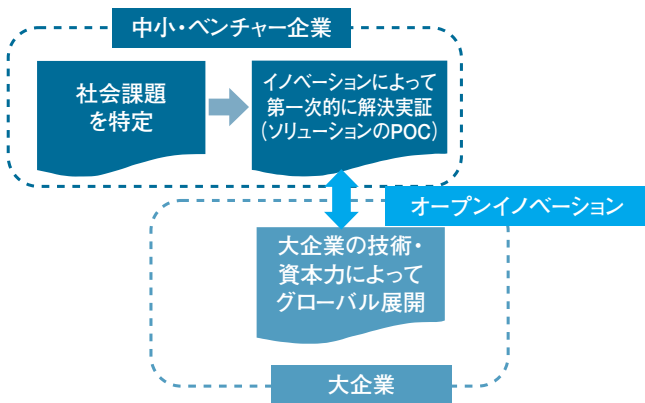 中小・ベンチャー企業
社会課題
を特定
イノベーションによって
第一次的に解決実証
(ソリューションのPOC)
オープンイノベーション
大企業の技術・
資本力によって
グローバル展開
大企業